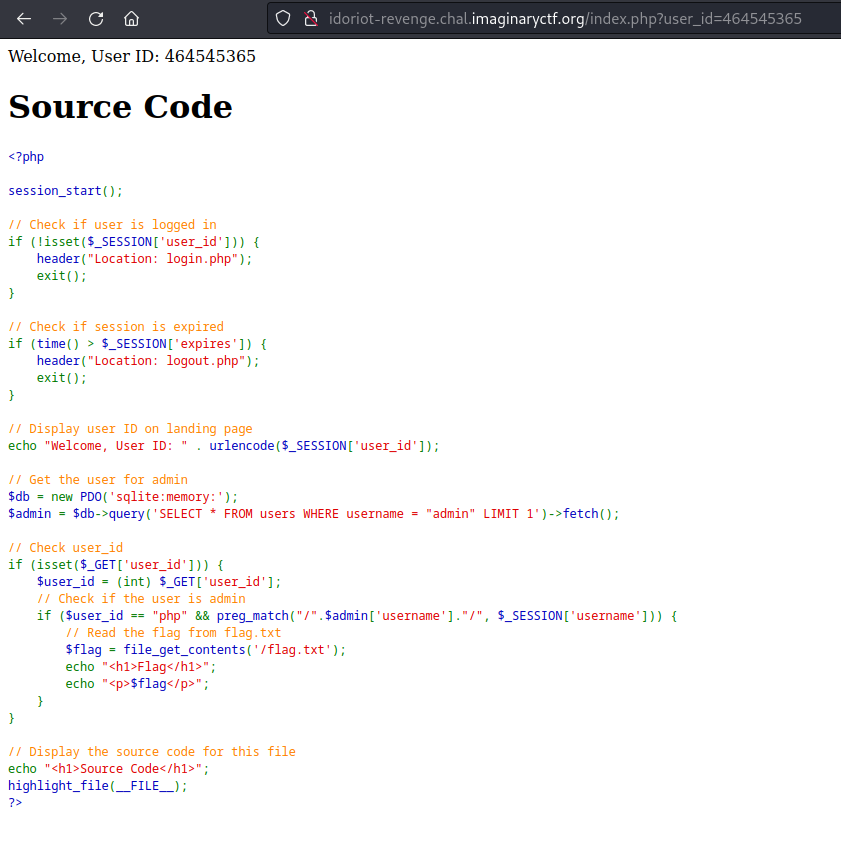 idoriot-revenge.chal.imaginaryctf.org/index.php?user_id=464545365
Welcome, User ID: 464545365
Source Code
<?php
session_start();
// Check if user is logged in
if (!isset($_SESSION['user_id'])) {
    header("Location: login.php");
    exit();
}
// Check if session is expired
if (time() > $_SESSION['expires']) {
    header("Location: logout.php");
    exit();
}
// Display user ID on landing page
echo "Welcome, User ID: " . urlencode($_SESSION['user_id']);
// Get the user for admin
$db = new PDO('sqlite:memory:');
$admin = $db->query('SELECT * FROM users WHERE username = "admin" LIMIT 1')->fetch();
// Check user_id
if (isset($_GET['user_id'])) {
    $user_id = (int) $_GET['user_id'];
    // Check if the user is admin
    if ($user_id == "php" && preg_match("/".$admin['username']."/", $_SESSION['username'])) {
        // Read the flag from flag.txt
        $flag = file_get_contents('/flag.txt');
        echo "<h1>Flag</h1>";
        echo "<p>$flag</p>";
    }
}
// Display the source code for this file
echo "<h1>Source Code</h1>";
highlight_file(__FILE__);
?>